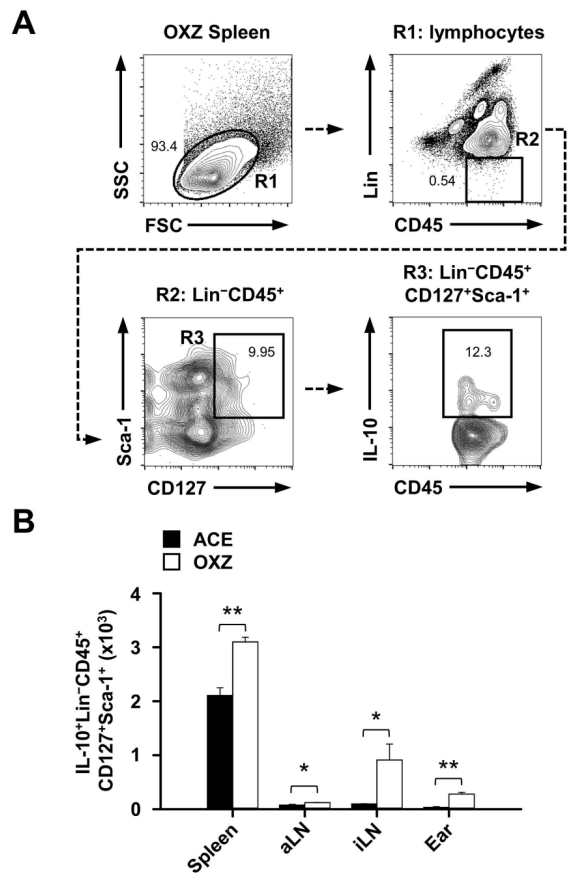 A
OXZ Spleen
R1: lymphocytes
93.4
R1
SSC
FSC
R2
0.54
Lin
CD45
R2: Lin⁻CD45⁺
R3: Lin⁻CD45⁺
CD127⁺Sca-1⁺
R3
9.95
Sca-1
CD127
12.3
IL-10
CD45
B
ACE
OXZ
IL-10⁺Lin⁻CD45⁺
CD127⁺Sca-1⁺ (x10³)
4
3
2
1
0
**
*
*
**
Spleen
aLN
iLN
Ear